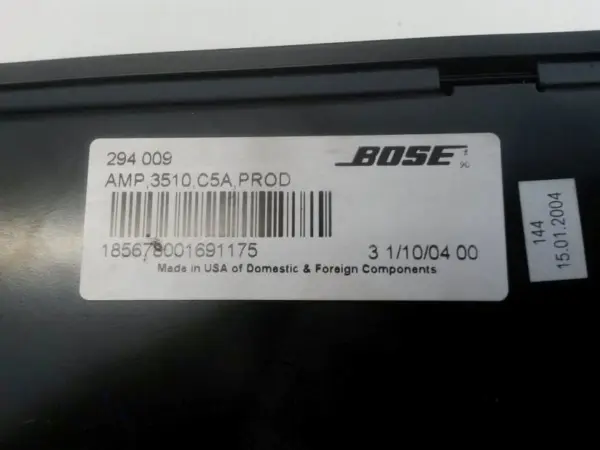 294 009
BOSE
AMP,3510,C5A,PROD
185678001691175
3 1/10/04 00
Made in USA of Domestic & Foreign Components
144
15.01.2004